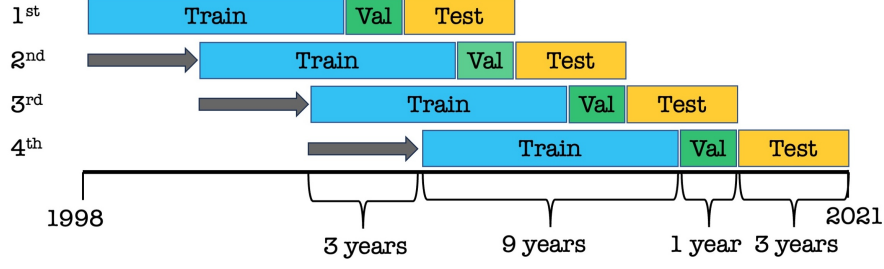 1st Train Val Test
2nd Train Val Test
3rd Train Val Test
4th Train Val Test
1998 2021
3 years 9 years 1 year 3 years